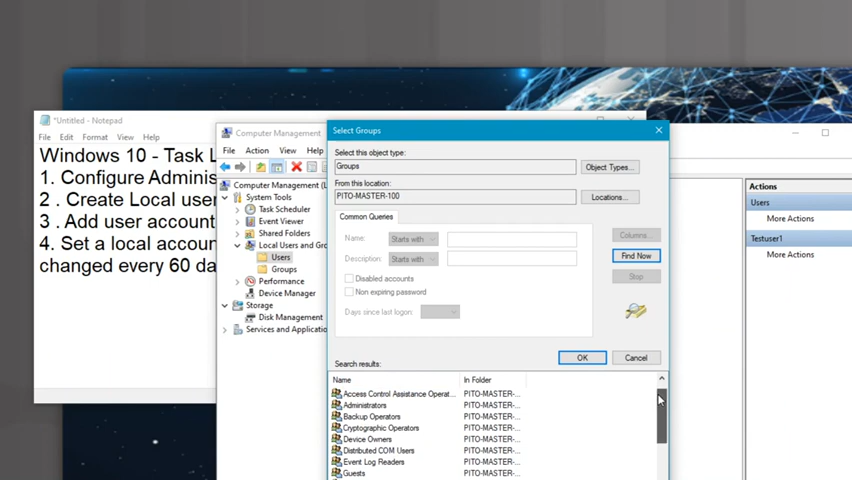 *Untitled - Notepad
File Edit Format View Help
Windows 10 - Task L
1. Configure Adminis
2 . Create Local user
3 . Add user account
4. Set a local accour
changed every 60 da
Computer Management
File Action View Help
Computer Management (L
System Tools
Task Scheduler
Event Viewer
Shared Folders
Local Users and Gro
Users
Groups
Performance
Device Manager
Storage
Disk Management
Services and Applicatio
Select Groups
Select this object type:
Groups
Object Types...
From this location:
PITO-MASTER-100
Locations...
Common Queries
Name: Starts with
Columns...
Description: Starts with
Find Now
Disabled accounts
Stop
Non expiring password
Days since last logon:
OK Cancel
Search results:
Name In Folder
Access Control Assistance Operat... PITO-MASTER-...
Administrators PITO-MASTER-...
Backup Operators PITO-MASTER-...
Cryptographic Operators PITO-MASTER-...
Device Owners PITO-MASTER-...
Distributed COM Users PITO-MASTER-...
Event Log Readers PITO-MASTER-...
Guests PITO-MASTER-...
Actions
Users
More Actions
Testuser1
More Actions